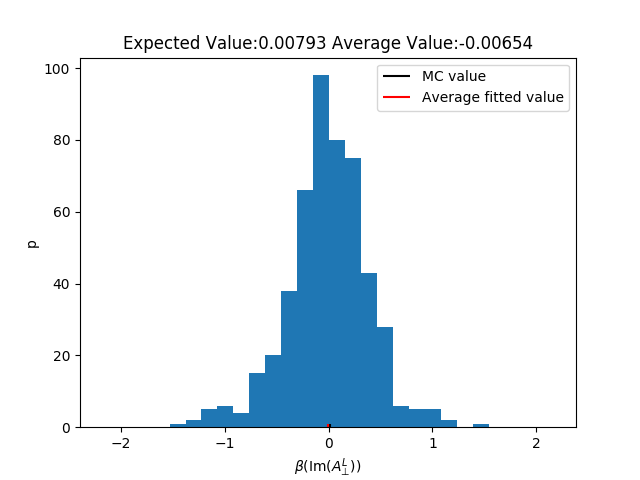 Expected Value:0.00793 Average Value:-0.00654
MC value
Average fitted value
100
80
60
40
20
0
p
−2
−1
0
1
2
β(Im(A_⊥^L))